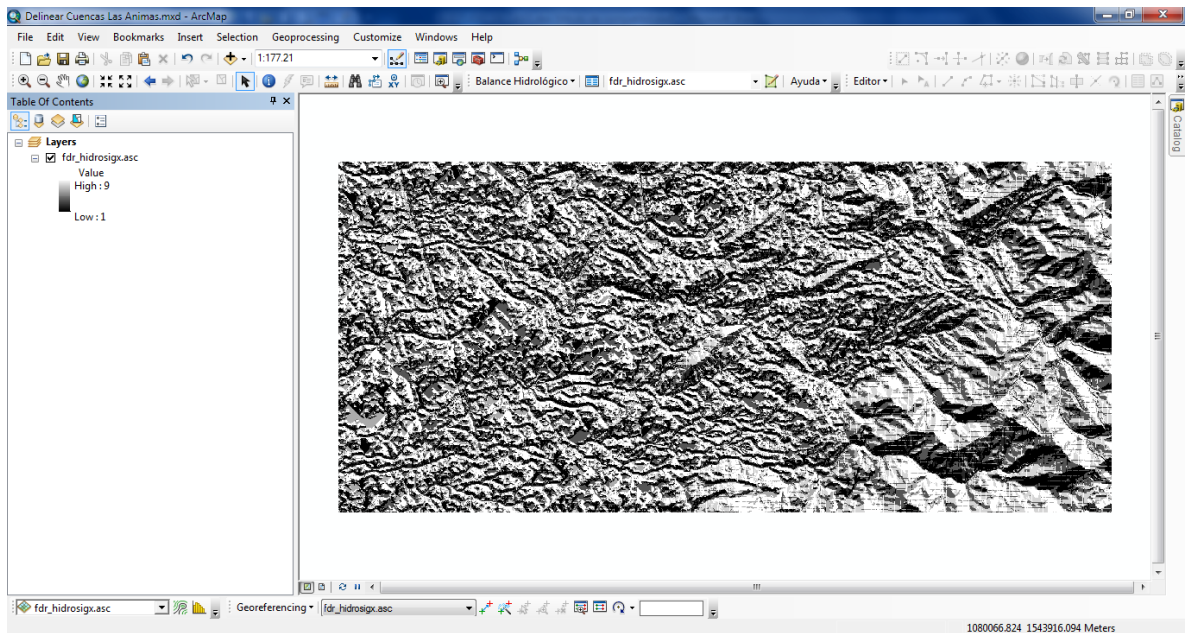 Delinear Cuencas Las Animas.mxd - ArcMap
File Edit View Bookmarks Insert Selection Geoprocessing Customize Windows Help
1:177.21
Balance Hidrológico fdr_hidrosigx.asc Ayuda Editor
Table Of Contents
Layers
fdr_hidrosigx.asc
Value
High : 9
Low : 1
Catalog
fdr_hidrosigx.asc Georeferencing fdr_hidrosigx.asc
1080066.824 1543916.094 Meters